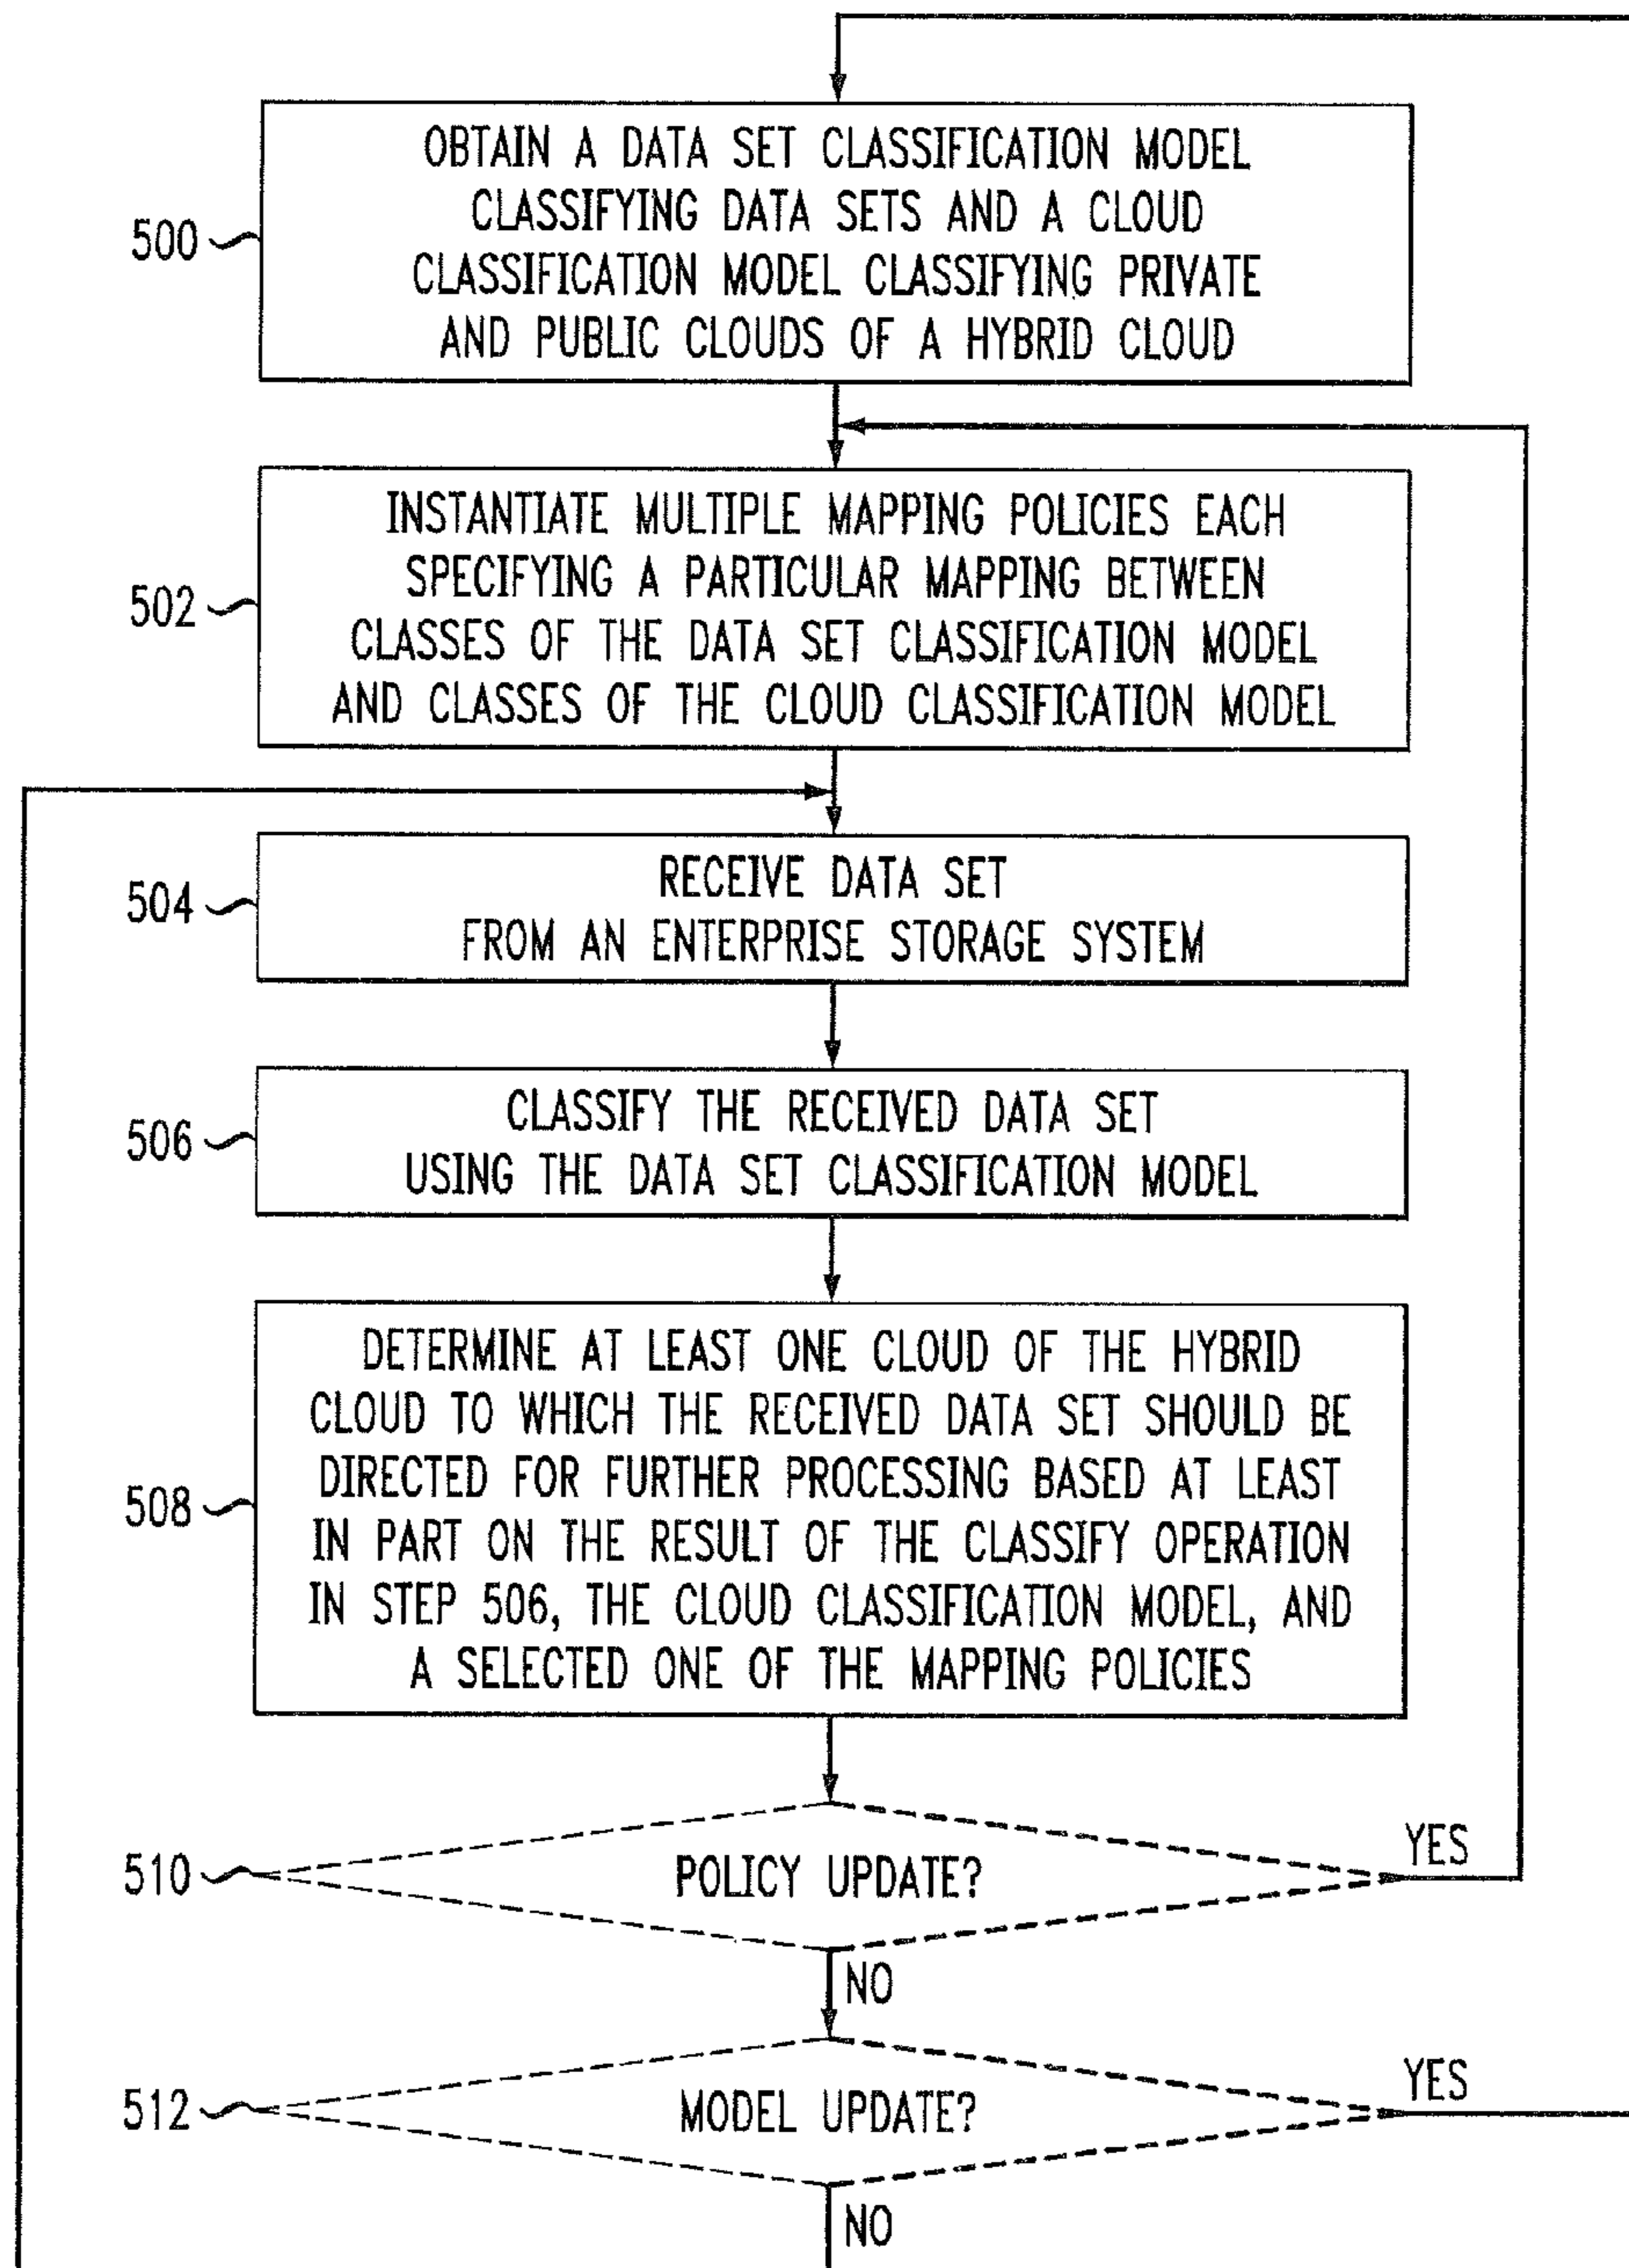 OBTAIN A DATA SET CLASSIFICATION MODEL
CLASSIFYING DATA SETS AND A CLOUD
CLASSIFICATION MODEL CLASSIFYING PRIVATE
AND PUBLIC CLOUDS OF A HYBRID CLOUD
500
INSTANTIATE MULTIPLE MAPPING POLICIES EACH
SPECIFYING A PARTICULAR MAPPING BETWEEN
CLASSES OF THE DATA SET CLASSIFICATION MODEL
AND CLASSES OF THE CLOUD CLASSIFICATION MODEL
502
RECEIVE DATA SET
FROM AN ENTERPRISE STORAGE SYSTEM
504
CLASSIFY THE RECEIVED DATA SET
USING THE DATA SET CLASSIFICATION MODEL
506
DETERMINE AT LEAST ONE CLOUD OF THE HYBRID
CLOUD TO WHICH THE RECEIVED DATA SET SHOULD BE
DIRECTED FOR FURTHER PROCESSING BASED AT LEAST
IN PART ON THE RESULT OF THE CLASSIFY OPERATION
IN STEP 506, THE CLOUD CLASSIFICATION MODEL, AND
A SELECTED ONE OF THE MAPPING POLICIES
508
POLICY UPDATE?
510
YES
NO
MODEL UPDATE?
512
YES
NO